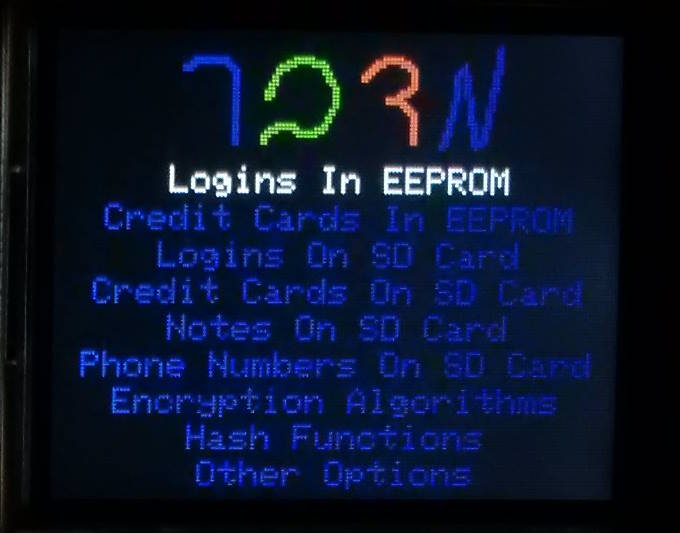 Logins In EEPROM
Credit Cards In EEPROM
Logins On SD Card
Credit Cards On SD Card
Notes On SD Card
Phone Numbers On SD Card
Encryption Algorithms
Hash Functions
Other Options